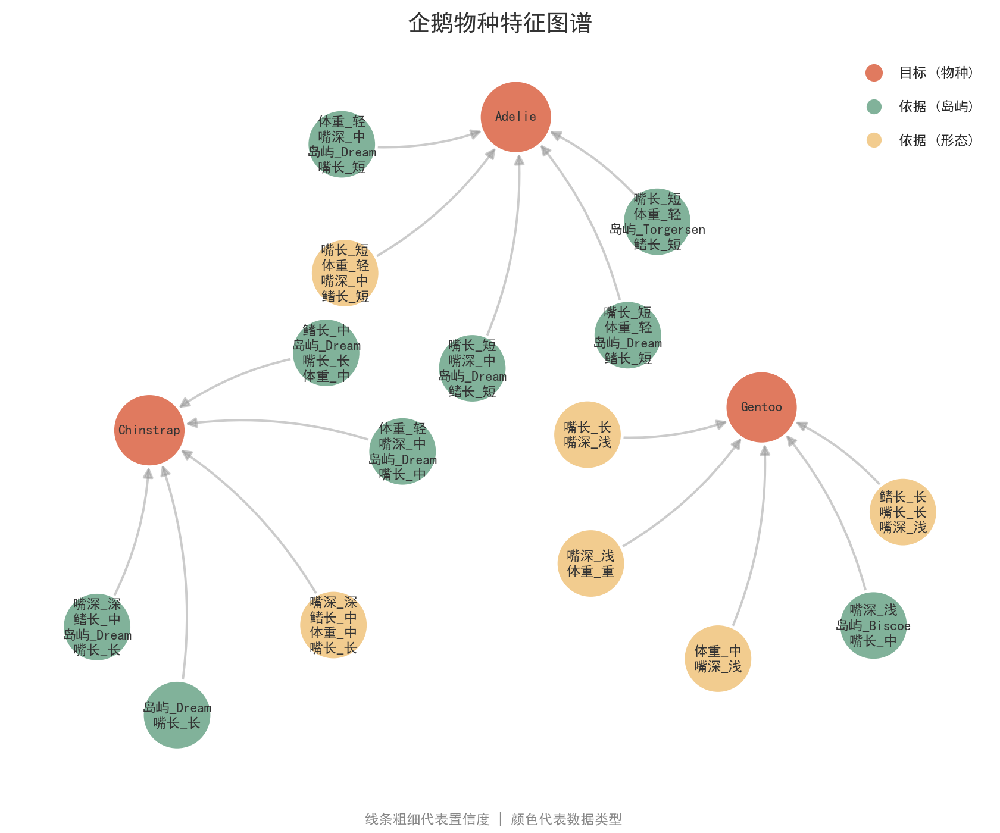 企鹅物种特征图谱
目标（物种）
依据（岛屿）
依据（形态）
Adelie
体重_轻
嘴深_中
岛屿_Dream
嘴长_短
嘴长_短
体重_轻
岛屿_Torgersen
鳍长_短
嘴长_短
体重_轻
嘴深_中
鳍长_短
嘴长_短
体重_轻
岛屿_Dream
鳍长_短
鳍长_中
岛屿_Dream
嘴长_长
体重_中
嘴长_短
嘴深_中
岛屿_Dream
鳍长_短
Gentoo
Chinstrap
嘴长_长
嘴深_浅
体重_轻
嘴深_中
岛屿_Dream
嘴长_中
鳍长_长
嘴长_长
嘴深_浅
嘴深_浅
体重_重
嘴深_深
鳍长_中
岛屿_Dream
嘴长_长
嘴深_深
鳍长_中
体重_中
嘴长_长
嘴深_浅
岛屿_Biscoe
嘴长_中
体重_中
嘴深_浅
岛屿_Dream
嘴长_长
线条粗细代表置信度 | 颜色代表数据类型